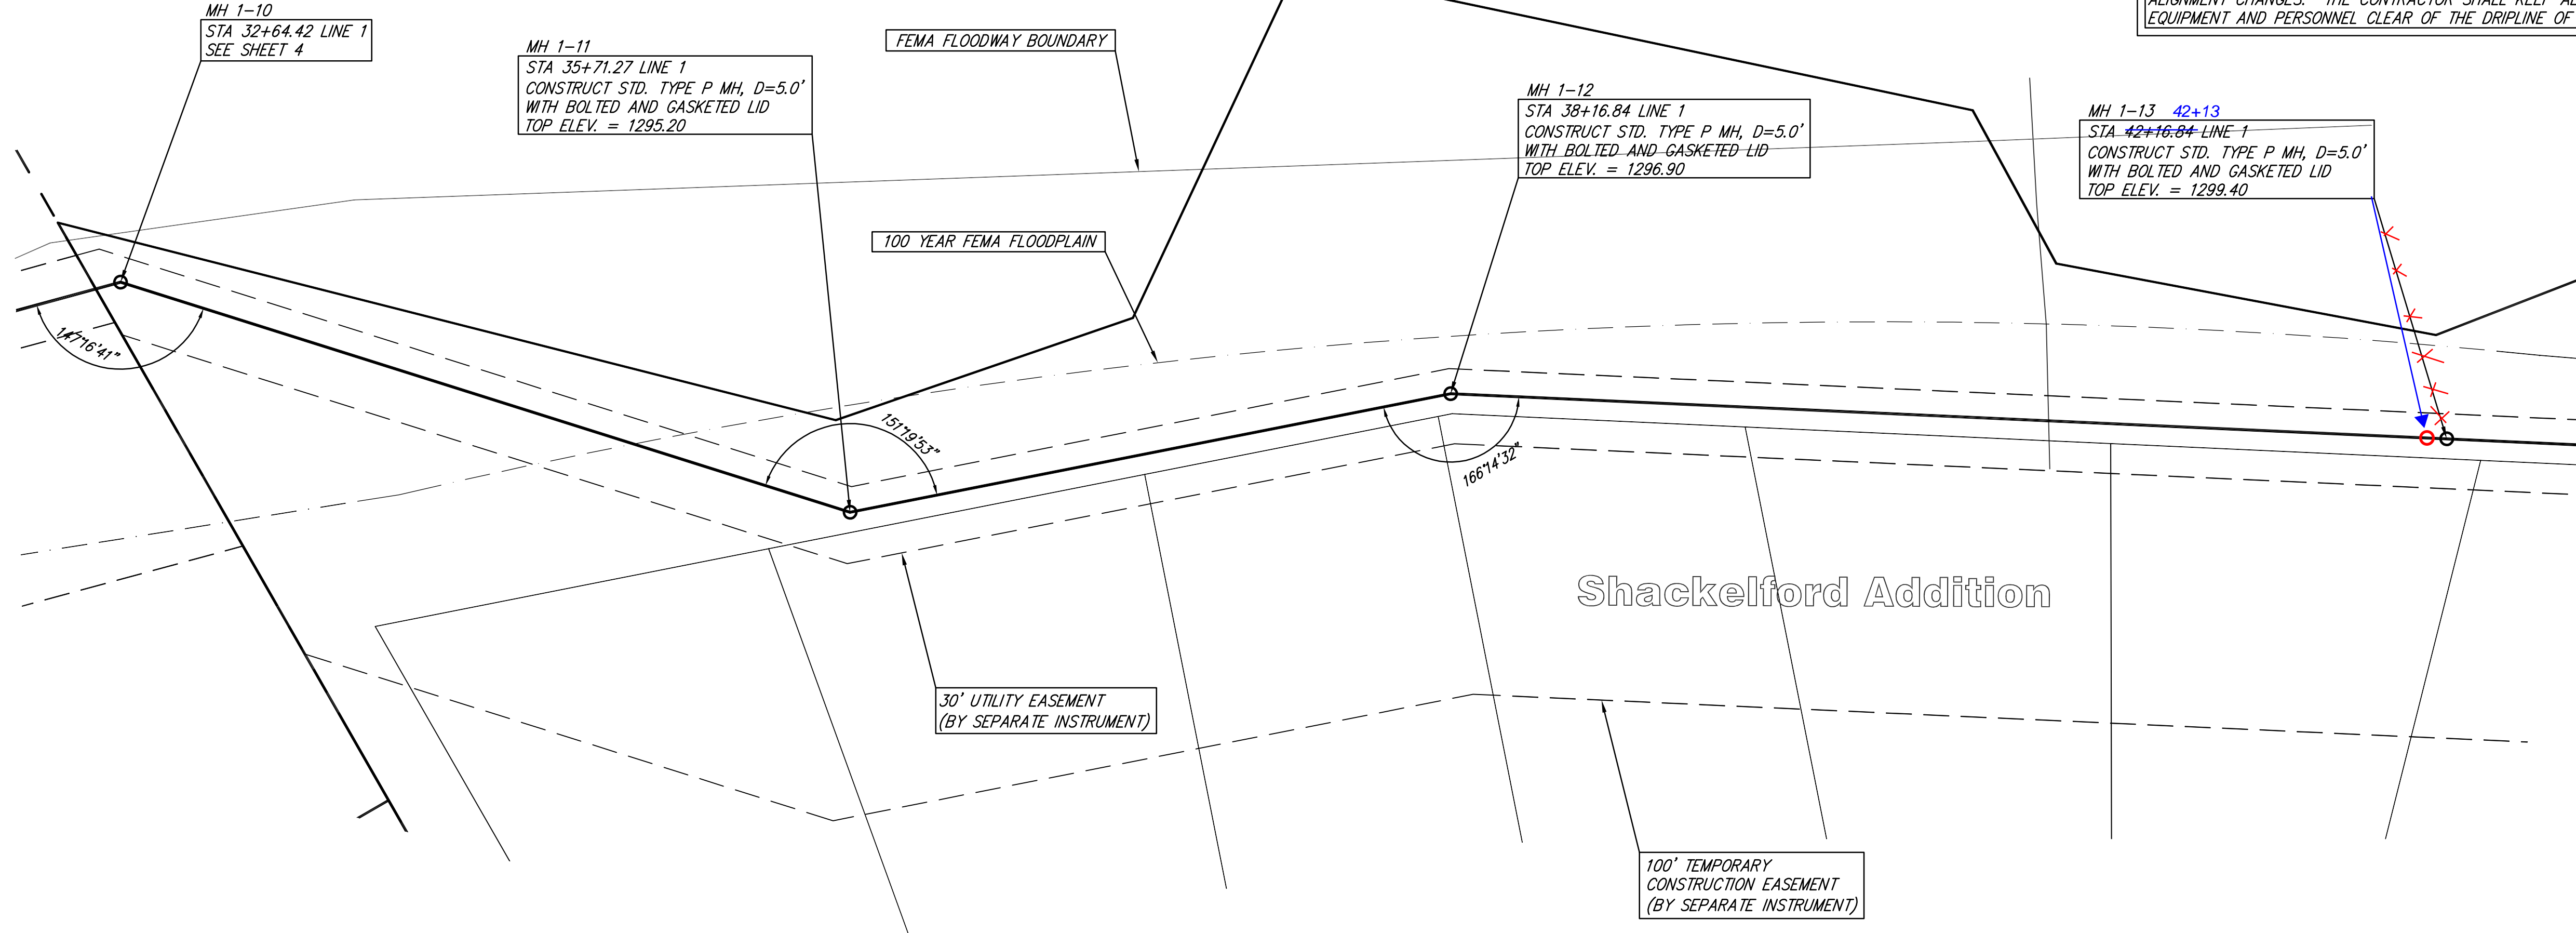 MH 1-10
STA 32+64.42 LINE 1
SEE SHEET 4
MH 1-11
STA 35+71.27 LINE 1
CONSTRUCT STD. TYPE P MH, D=5.0'
WITH BOLTED AND GASKETED LID
TOP ELEV. = 1295.20
FEMA FLOODWAY BOUNDARY
MH 1-12
STA 38+16.84 LINE 1
CONSTRUCT STD. TYPE P MH, D=5.0'
WITH BOLTED AND GASKETED LID
TOP ELEV. = 1296.90
EQUIPMENT AND PERSONNEL CLEAR OF THE DRIPLINE OF
MH 1-13 42+13
STA 42+16.84 LINE 1
CONSTRUCT STD. TYPE P MH, D=5.0'
WITH BOLTED AND GASKETED LID
TOP ELEV. = 1299.40
100 YEAR FEMA FLOODPLAIN
147°16'41"
151°19'53"
166°14'32"
Shackelford Addition
30' UTILITY EASEMENT
(BY SEPARATE INSTRUMENT)
100' TEMPORARY
CONSTRUCTION EASEMENT
(BY SEPARATE INSTRUMENT)